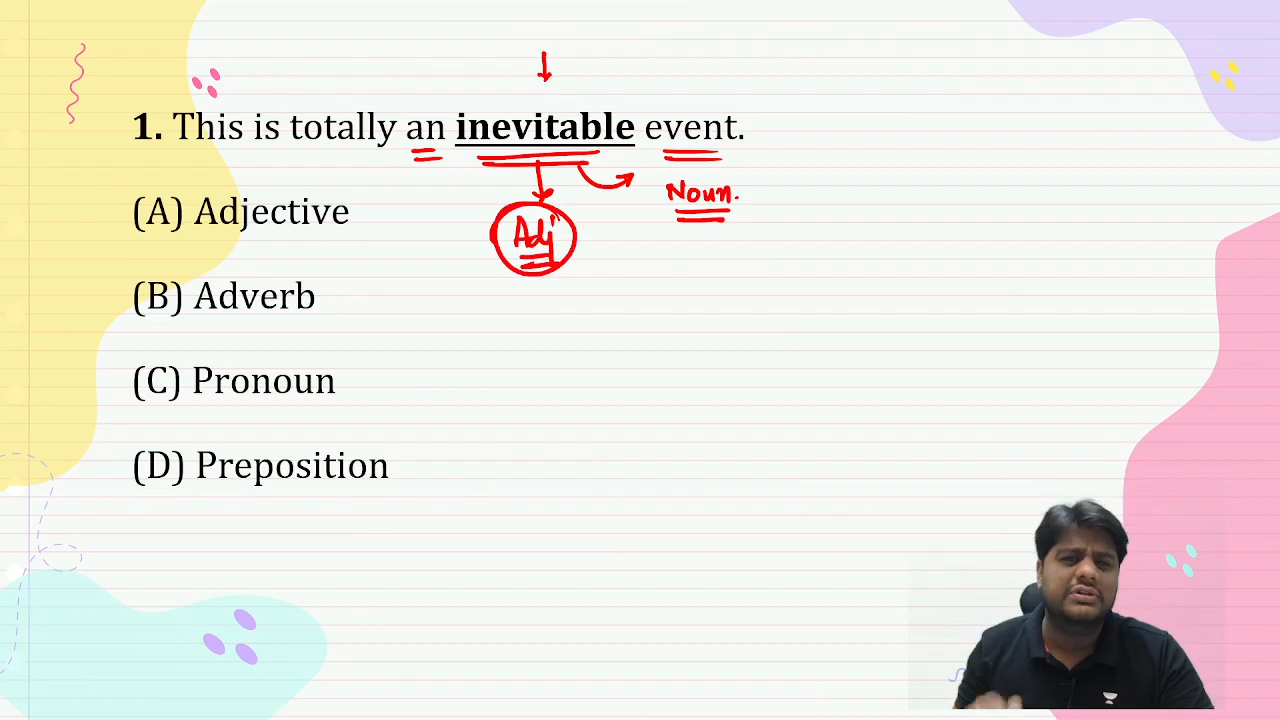 1. This is totally an inevitable event.
Noun.
(A) Adjective
Adj
(B) Adverb
(C) Pronoun
(D) Preposition